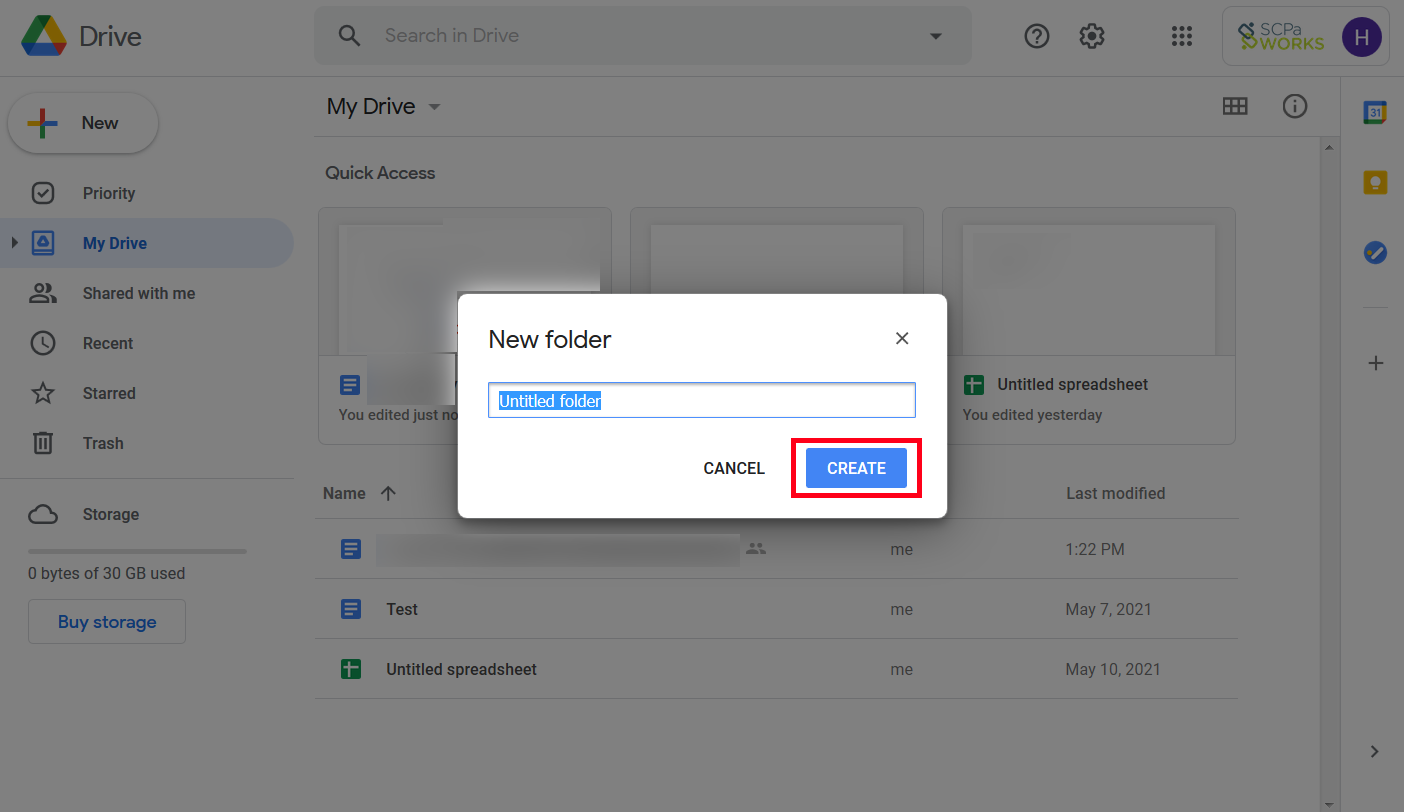 Drive
Search in Drive
SCPa
WORKS
H
New
My Drive
31
Priority
My Drive
Shared with me
Recent
Starred
Trash
Storage
0 bytes of 30 GB used
Buy storage
Quick Access
You edited just no
Untitled spreadsheet
You edited yesterday
New folder
Untitled folder
CANCEL
CREATE
Name
Last modified
me
1:22 PM
Test
me
May 7, 2021
Untitled spreadsheet
me
May 10, 2021